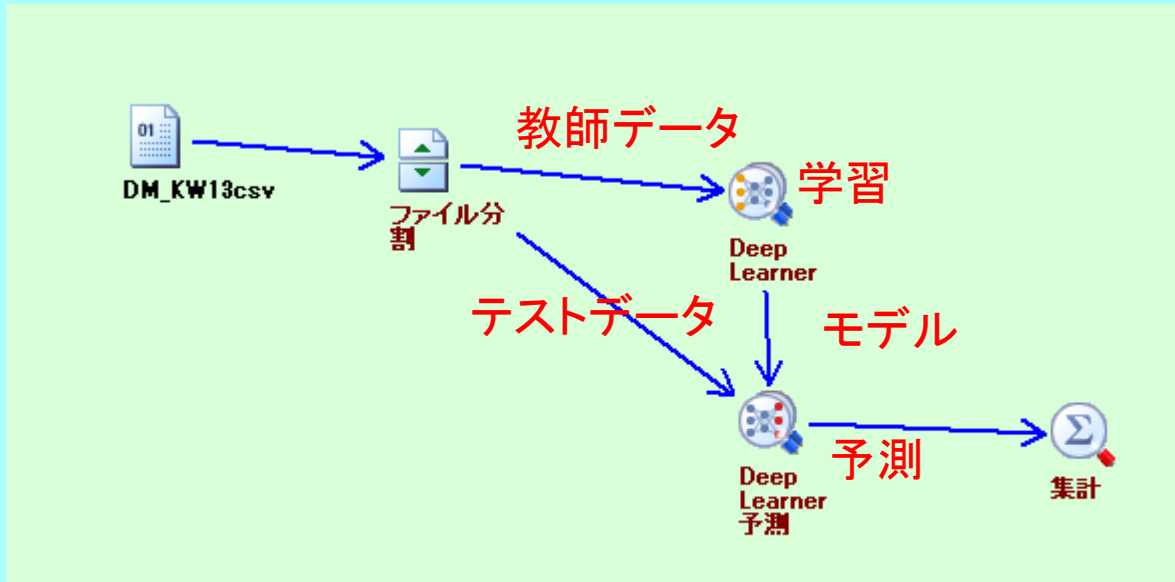 教師データ
01
学習
DM_KW13csv
ファイル分
割
Deep
Learner
テストデータ
モデル
予測
Σ
Deep
Learner
予測
集計